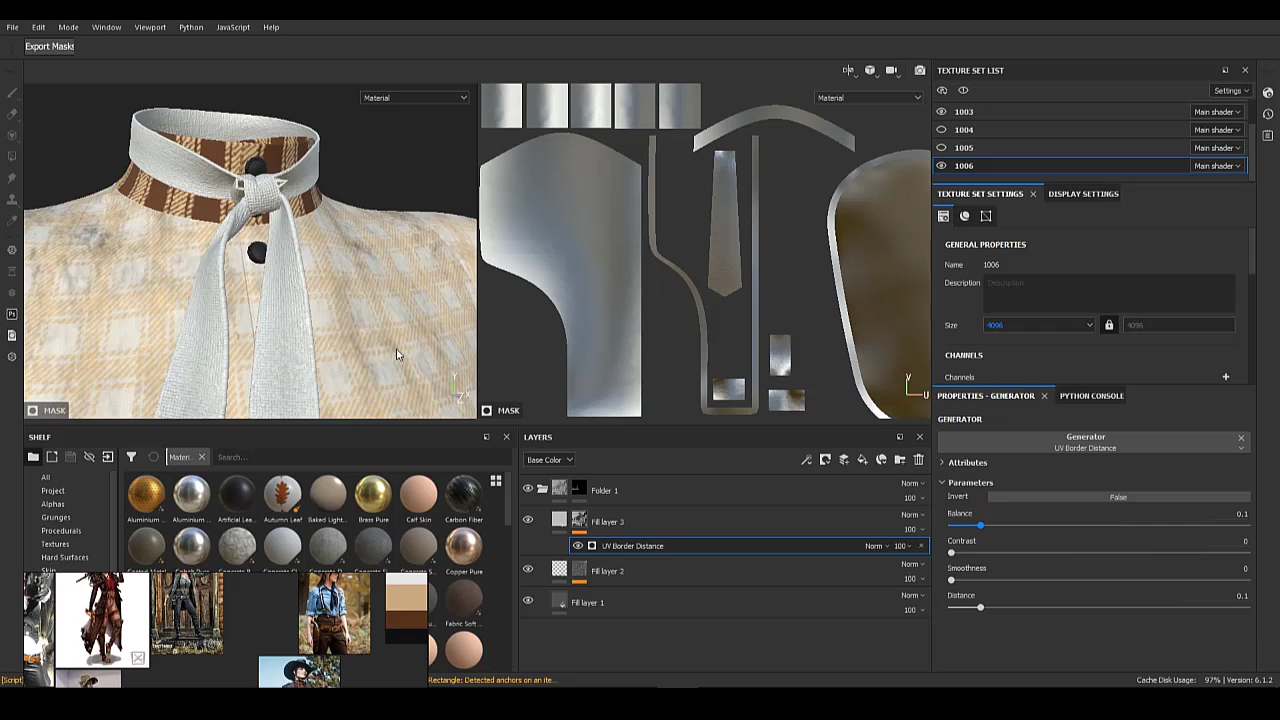 File Edit Mode Window Viewport Python JavaScript Help
Export Masks
Material
Material
TEXTURE SET LIST
Settings
1003 Main shader
1004 Main shader
1005 Main shader
1006 Main shader
TEXTURE SET SETTINGS DISPLAY SETTINGS
GENERAL PROPERTIES
Name 1006
Description Description
Size 4096 4096
CHANNELS
Channels +
Y
Z X
V
U
MASK
MASK
PROPERTIES - GENERATOR PYTHON CONSOLE
GENERATOR
Generator
UV Border Distance
Attributes
Parameters
Invert False
Balance 0.1
Contrast 0
Smoothness 0
Distance 0.1
SHELF
Materi...
Search...
All
Project
Alphas
Grunges
Procedurals
Textures
Hard Surfaces
Skin
Aluminium ... Aluminium ... Artificial Lea... Autumn Leaf Baked Light... Brass Pure Calf Skin Carbon Fiber
Copper Pure
Fabric Soft ...
LAYERS
Base Color
Folder 1 Norm
100
Fill layer 3 Norm
100
UV Border Distance Norm 100
Fill layer 2 Norm
100
Fill layer 1 Norm
100
[Script]
Rectangle: Detected anchors on an ite...
Cache Disk Usage: 97% | Version: 6.1.2